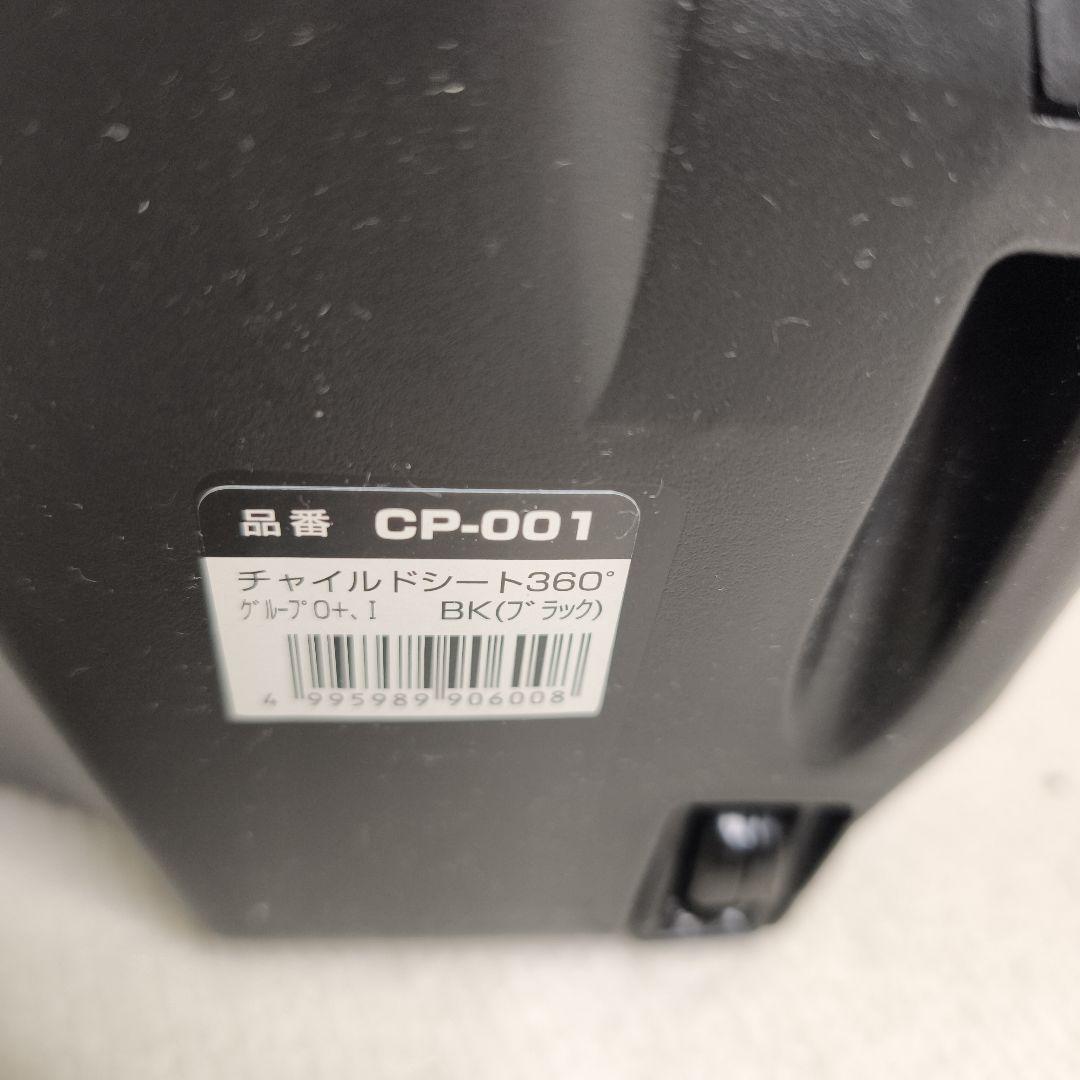 品番 CP-001
チャイルドシート360°
ｸﾞﾙｰﾌﾟ0+、I BK(ﾌﾞﾗｯｸ)
4 995989 906008